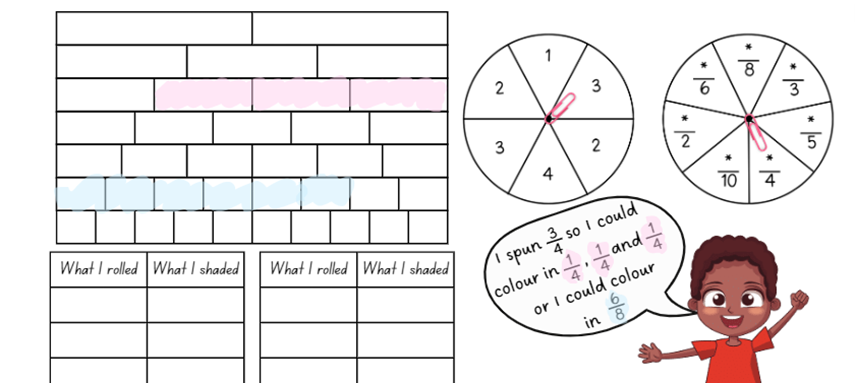 1
3
2
4
3
2
*/8
*/3
*/5
*/4
*/10
*/2
*/6
I spun 3/4 so I could
colour in 1/4, 1/4 and 1/4
or I could colour
in 6/8
What I rolled What I shaded
What I rolled What I shaded